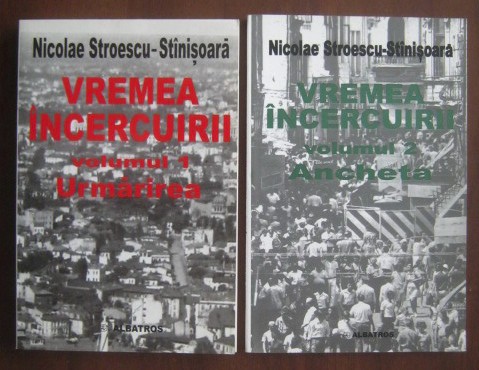 Nicolae Stroescu-Stînișoară
VREMEA
ÎNCERCUIRII
volumul 1
Urmărirea
ALBATROS
Nicolae Stroescu-Stînișoară
VREMEA
ÎNCERCUIRII
volumul 2
Ancheta
ALBATROS